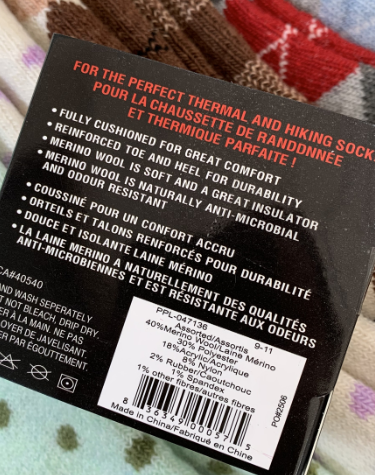 FOR THE PERFECT THERMAL AND HIKING SOCK
POUR LA CHAUSSETTE DE RANDONNÉE
ET THERMIQUE PARFAITE !
• FULLY CUSHIONED FOR GREAT COMFORT
• REINFORCED TOE AND HEEL FOR DURABILITY
• MERINO WOOL IS SOFT AND A GREAT INSULATOR
• MERINO WOOL IS NATURALLY ANTI-MICROBIAL
AND ODOUR RESISTANT
• COUSSINÉ POUR UN CONFORT ACCRU
• ORTEILS ET TALONS RENFORCÉS POUR DURABILITÉ
• DOUCE ET ISOLANTE LAINE MÉRINO
• LA LAINE MÉRINO A NATURELLEMENT DES QUALITÉS
ANTI-MICROBIENNES ET EST RÉSISTANTE AUX ODEURS
CA#40540
AND WASH SEPERATELY
NOT BLEACH, DRIP DRY
À LA MAIN. NE PAS
DE JAVELISANT.
PAR ÉGOUTTEMENT.
PPL-047136
Assorted/Assortis 9-11
40%Merino Wool/Laine Mérino
30% Polyester
18%Acrylic/Acrylique
8% Nylon
2% Rubber/Caoutchouc
1% Spandex
1% other fibres/autres fibres
8 36349 00057 5
Made in China/Fabriqué en Chine
PO#2506